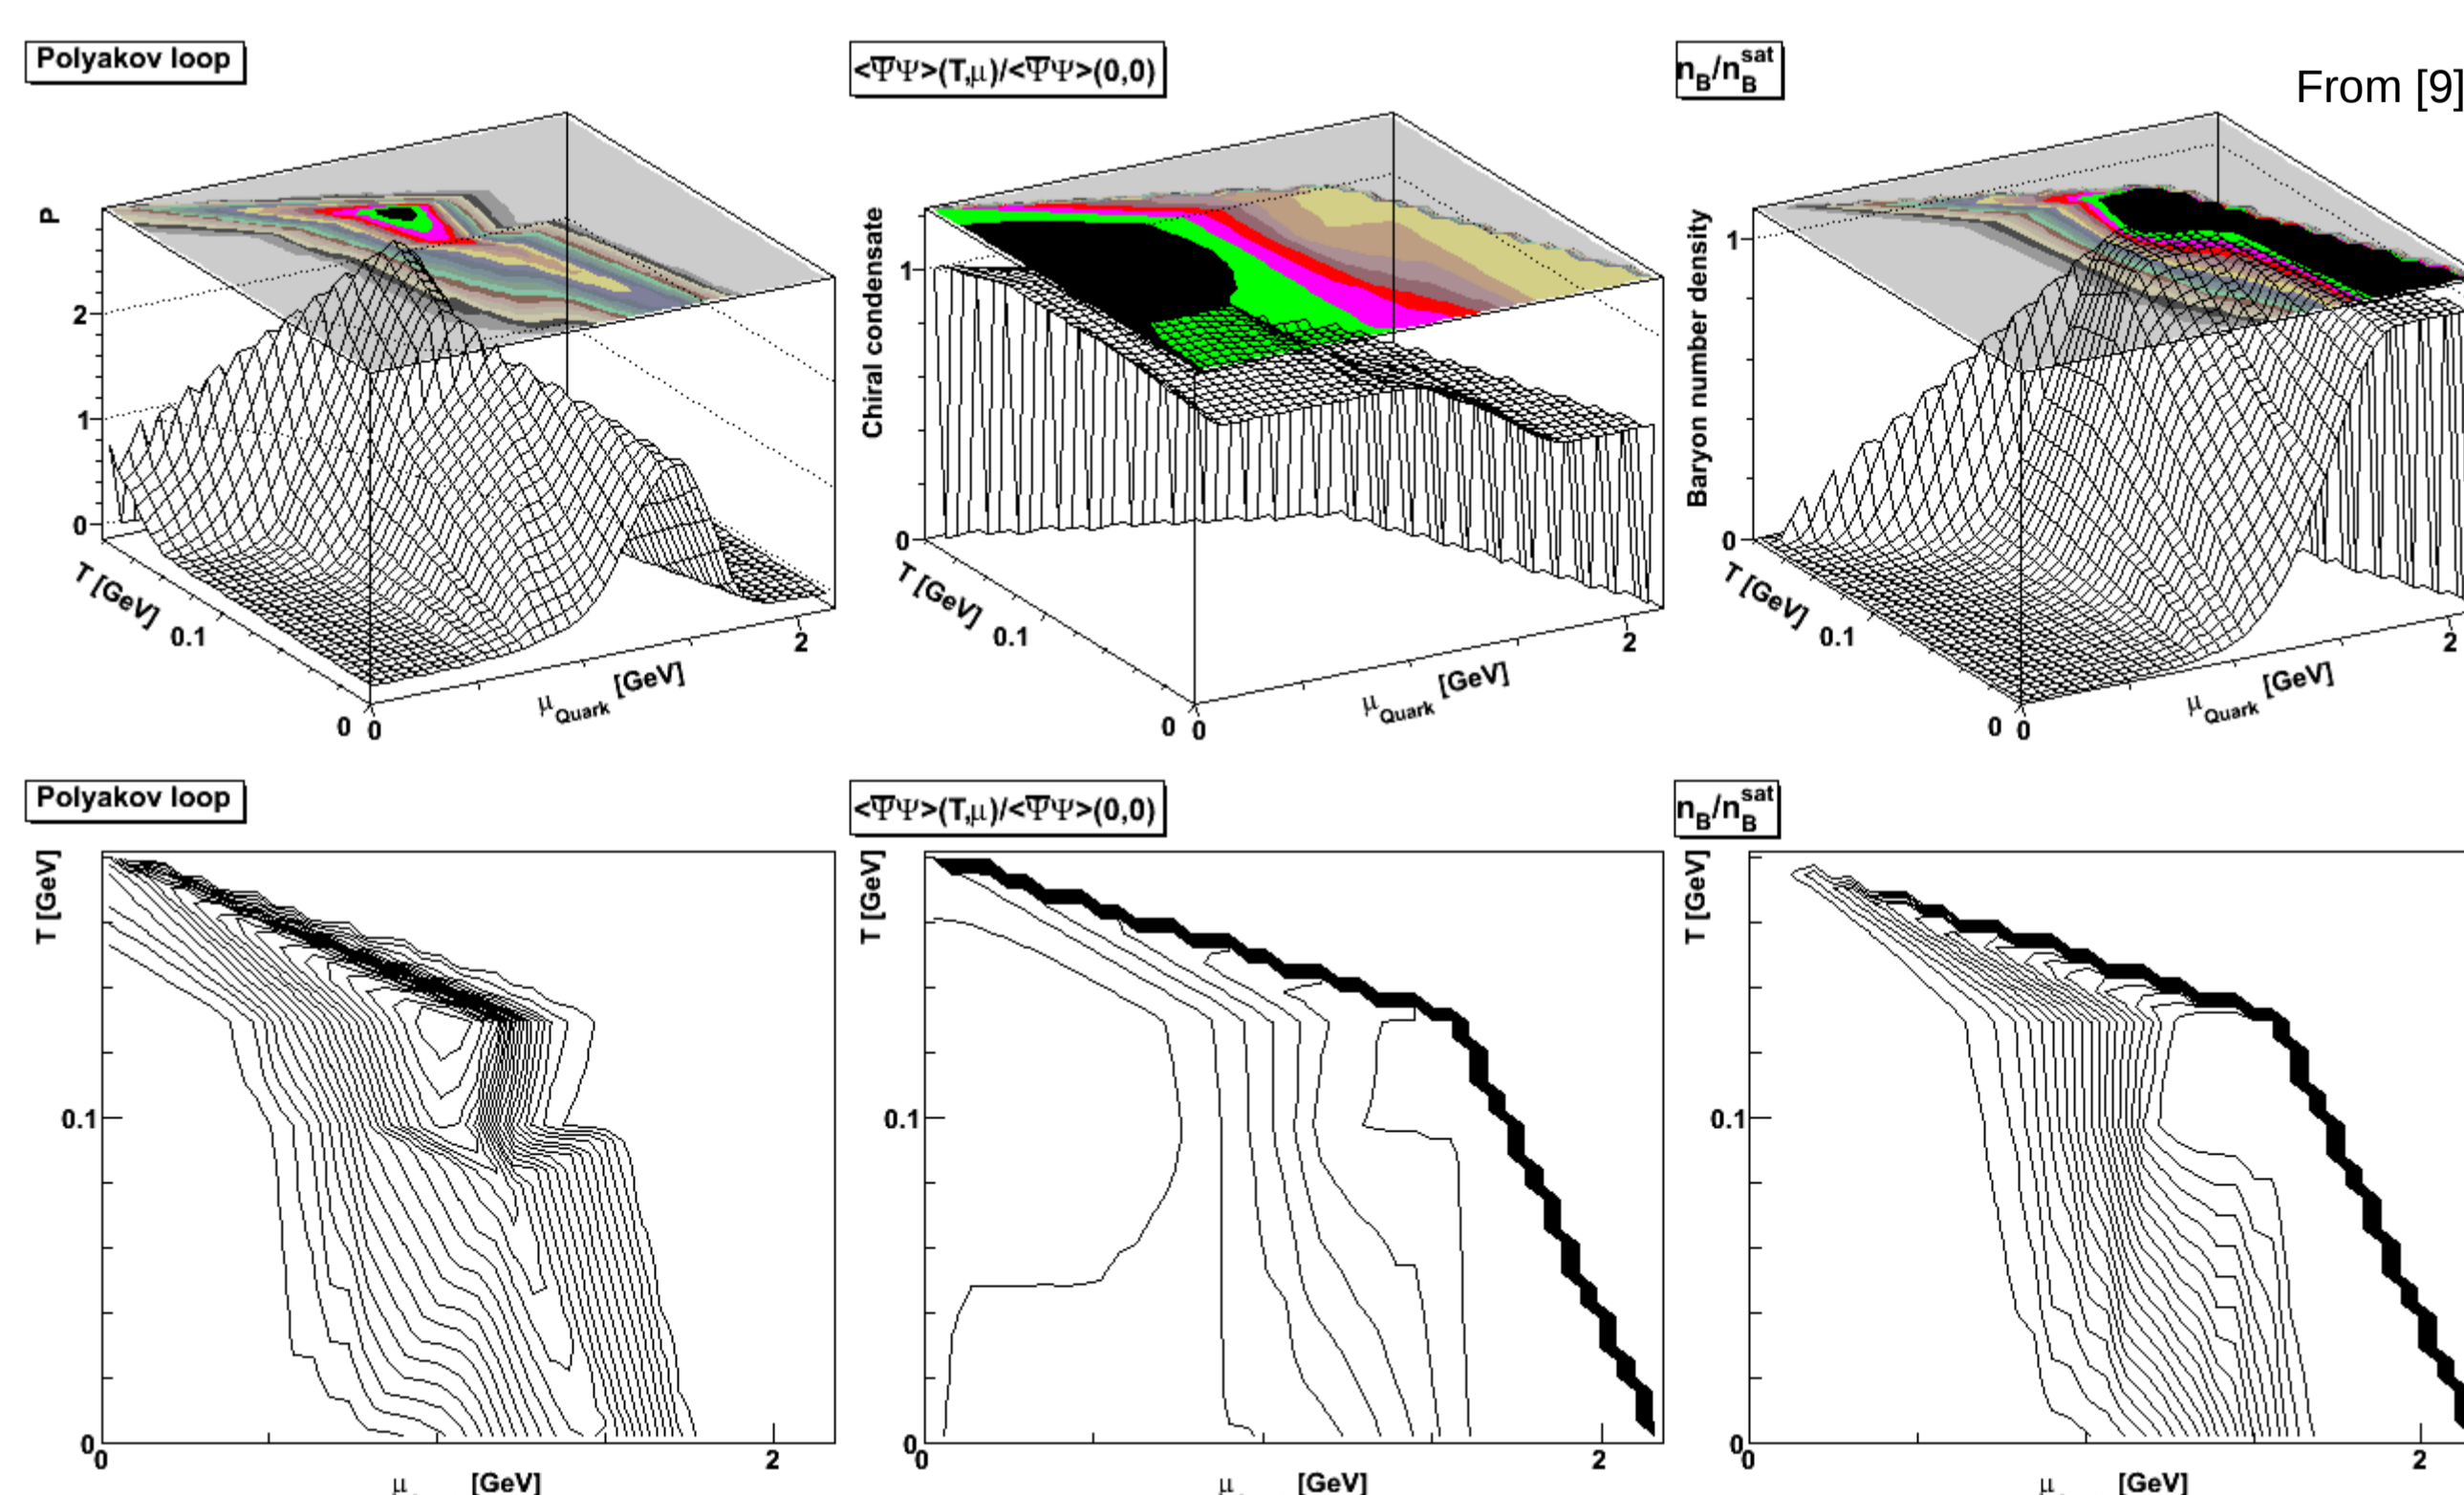 Polyakov loop
<Ψ̅Ψ>(T,μ)/<Ψ̅Ψ>(0,0)
n_B/n_B^sat
From [9]
P
2
1
0
T [GeV]
0.1
0
0
μ_Quark [GeV]
2
Chiral condensate
1
0
T [GeV]
0.1
0
0
μ_Quark [GeV]
2
Baryon number density
1
0
T [GeV]
0.1
0
0
μ_Quark [GeV]
2
Polyakov loop
<Ψ̅Ψ>(T,μ)/<Ψ̅Ψ>(0,0)
n_B/n_B^sat
T [GeV]
0.1
0
0
2
μ [GeV]
T [GeV]
0.1
0
0
2
μ [GeV]
T [GeV]
0.1
0
0
2
μ [GeV]